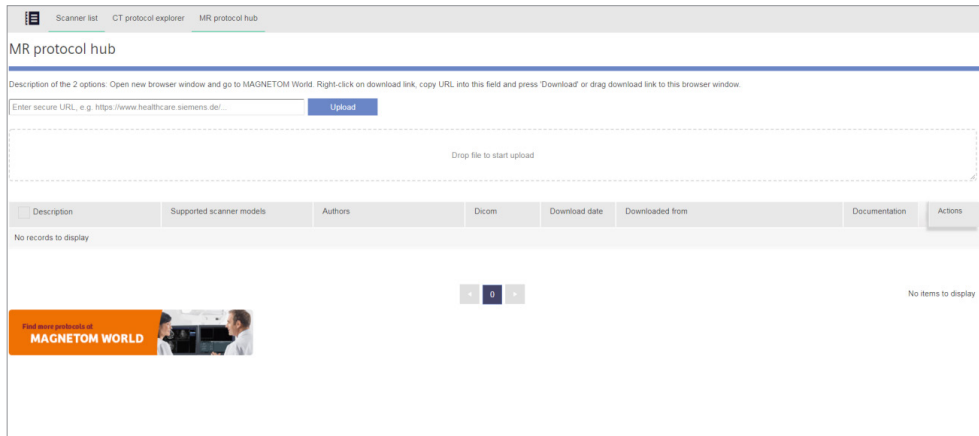 Scanner list CT protocol explorer MR protocol hub
MR protocol hub
Description of the 2 options: Open new browser window and go to MAGNETOM World. Right-click on download link, copy URL into this field and press 'Download' or drag download link to this browser window.
Enter secure URL, e.g. https://www.healthcare.siemens.de/... Upload
Drop file to start upload
Description Supported scanner models Authors Dicom Download date Downloaded from Documentation Actions
No records to display
0 No items to display
Find more protocols at
MAGNETOM WORLD